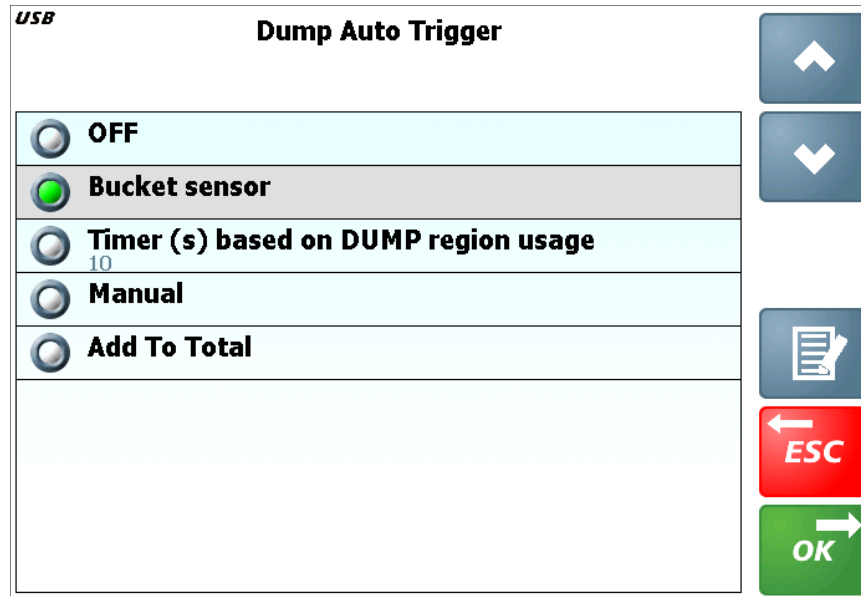 USB
Dump Auto Trigger
OFF
Bucket sensor
Timer (s) based on DUMP region usage
10
Manual
Add To Total
ESC
OK